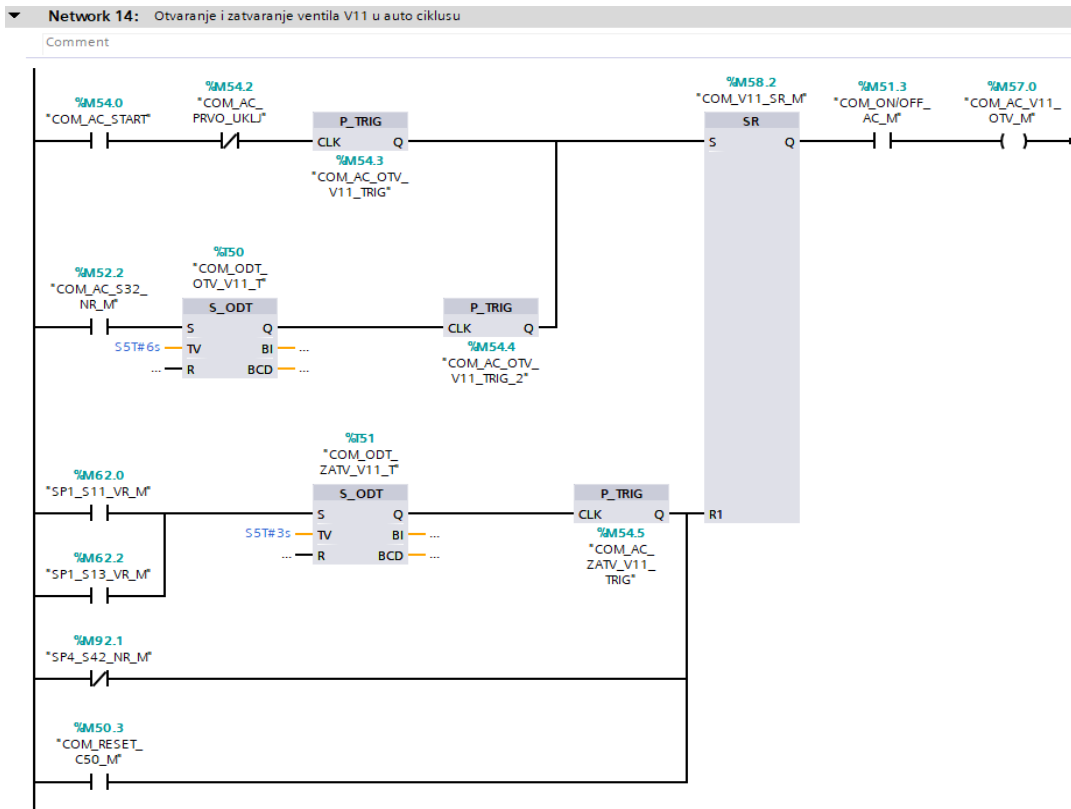 Network 14: Otvaranje i zatvaranje ventila V11 u auto ciklusu
Comment
%M54.0
"COM_AC_START"
%M54.2
"COM_AC_
PRVO_UKLJ"
P_TRIG
CLK Q
%M54.3
"COM_AC_OTV_
V11_TRIG"
%M58.2
"COM_V11_SR_M"
SR
S Q
R1
%M51.3
"COM_ON/OFF_
AC_M"
%M57.0
"COM_AC_V11_
OTV_M"
%M52.2
"COM_AC_S32_
NR_M"
%T50
"COM_ODT_
OTV_V11_T"
S_ODT
S Q
S5T#6s TV BI ...
... R BCD ...
P_TRIG
CLK Q
%M54.4
"COM_AC_OTV_
V11_TRIG_2"
%M62.0
"SP1_S11_VR_M"
%T51
"COM_ODT_
ZATV_V11_T"
S_ODT
S Q
S5T#3s TV BI ...
... R BCD ...
P_TRIG
CLK Q
%M54.5
"COM_AC_
ZATV_V11_
TRIG"
%M62.2
"SP1_S13_VR_M"
%M92.1
"SP4_S42_NR_M"
%M50.3
"COM_RESET_
C50_M"